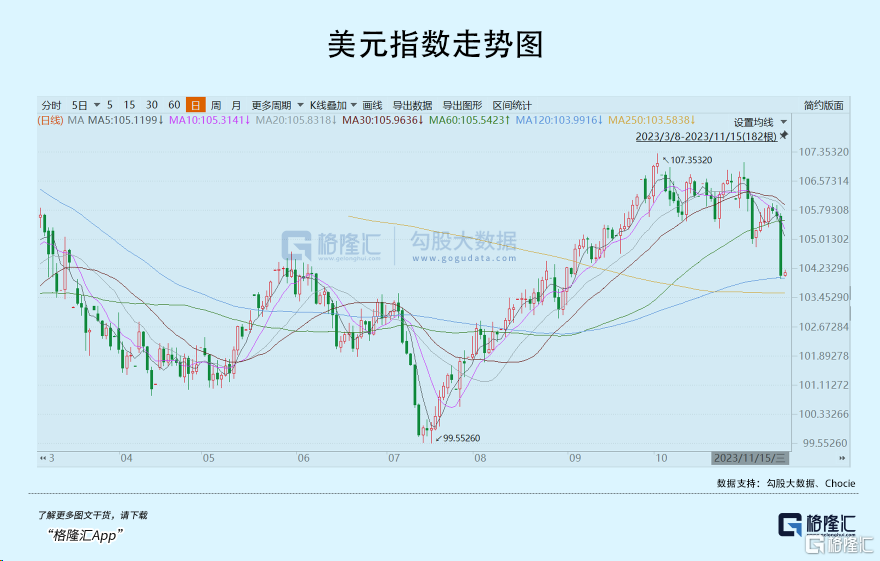 美元指数走势图
分时 5日 5 15 30 60 日 周 月 更多周期 K线叠加 画线 导出数据 导出图形 区间统计 简约版面
(日线) MA MA5:105.1199↓ MA10:105.3141↓ MA20:105.8318↓ MA30:105.9636↓ MA60:105.5423↑ MA120:103.9916↓ MA250:103.5838↓ 设置均线
2023/3/8-2023/11/15(182根)
107.35320
107.35320
106.57314
105.79308
105.01302
104.23296
103.45290
102.67284
101.89278
101.11272
100.33266
99.55260
99.55260
格隆汇
www.gelonghui.com
勾股大数据
www.gogudata.com
3 04 05 06 07 08 09 10 2023/11/15/三
数据支持：勾股大数据、Chocie
了解更多图文干货，请下载
“格隆汇App”
格隆汇
www.gelonghui.com
格隆汇